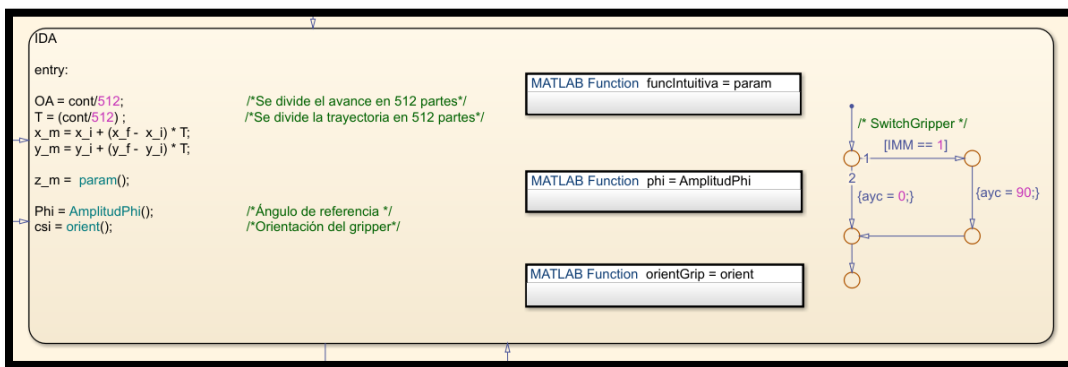 IDA
entry:
OA = cont/512; /*Se divide el avance en 512 partes*/
T = (cont/512) ; /*Se divide la trayectoria en 512 partes*/
x_m = x_i + (x_f - x_i) * T;
y_m = y_i + (y_f - y_i) * T;
z_m = param();
Phi = AmplitudPhi(); /*Ángulo de referencia */
csi = orient(); /*Orientación del gripper*/
MATLAB Function funcIntuitiva = param
MATLAB Function phi = AmplitudPhi
MATLAB Function orientGrip = orient
/* SwitchGripper */
[IMM == 1]
1
2
{ayc = 0;}
{ayc = 90;}